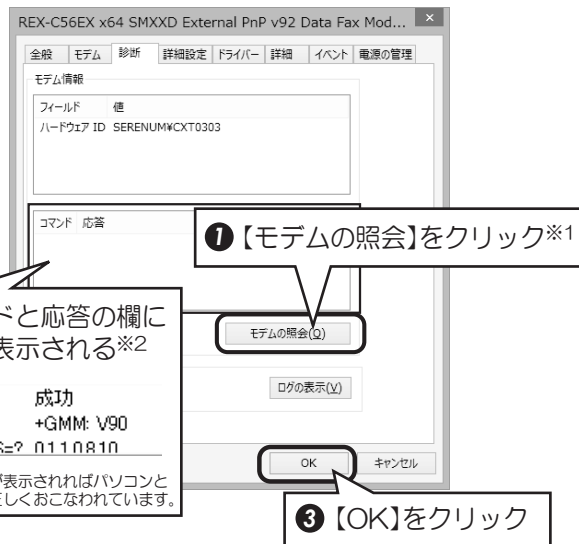 REX-C56EX x64 SMXXD External PnP v92 Data Fax Mod...
全般 モデム 診断 詳細設定 ドライバー 詳細 イベント 電源の管理
モデム情報
フィールド 値
ハードウェア ID SERENUM¥CXT0303
コマンド 応答
❶【モデムの照会】をクリック※1
ドと応答の欄に
表示される※2
モデムの照会(Q)
成功
+GMM: V90
S=? 0110810
ログの表示(V)
が表示されればパソコンと
正しくおこなわれています。
OK キャンセル
❸【OK】をクリック